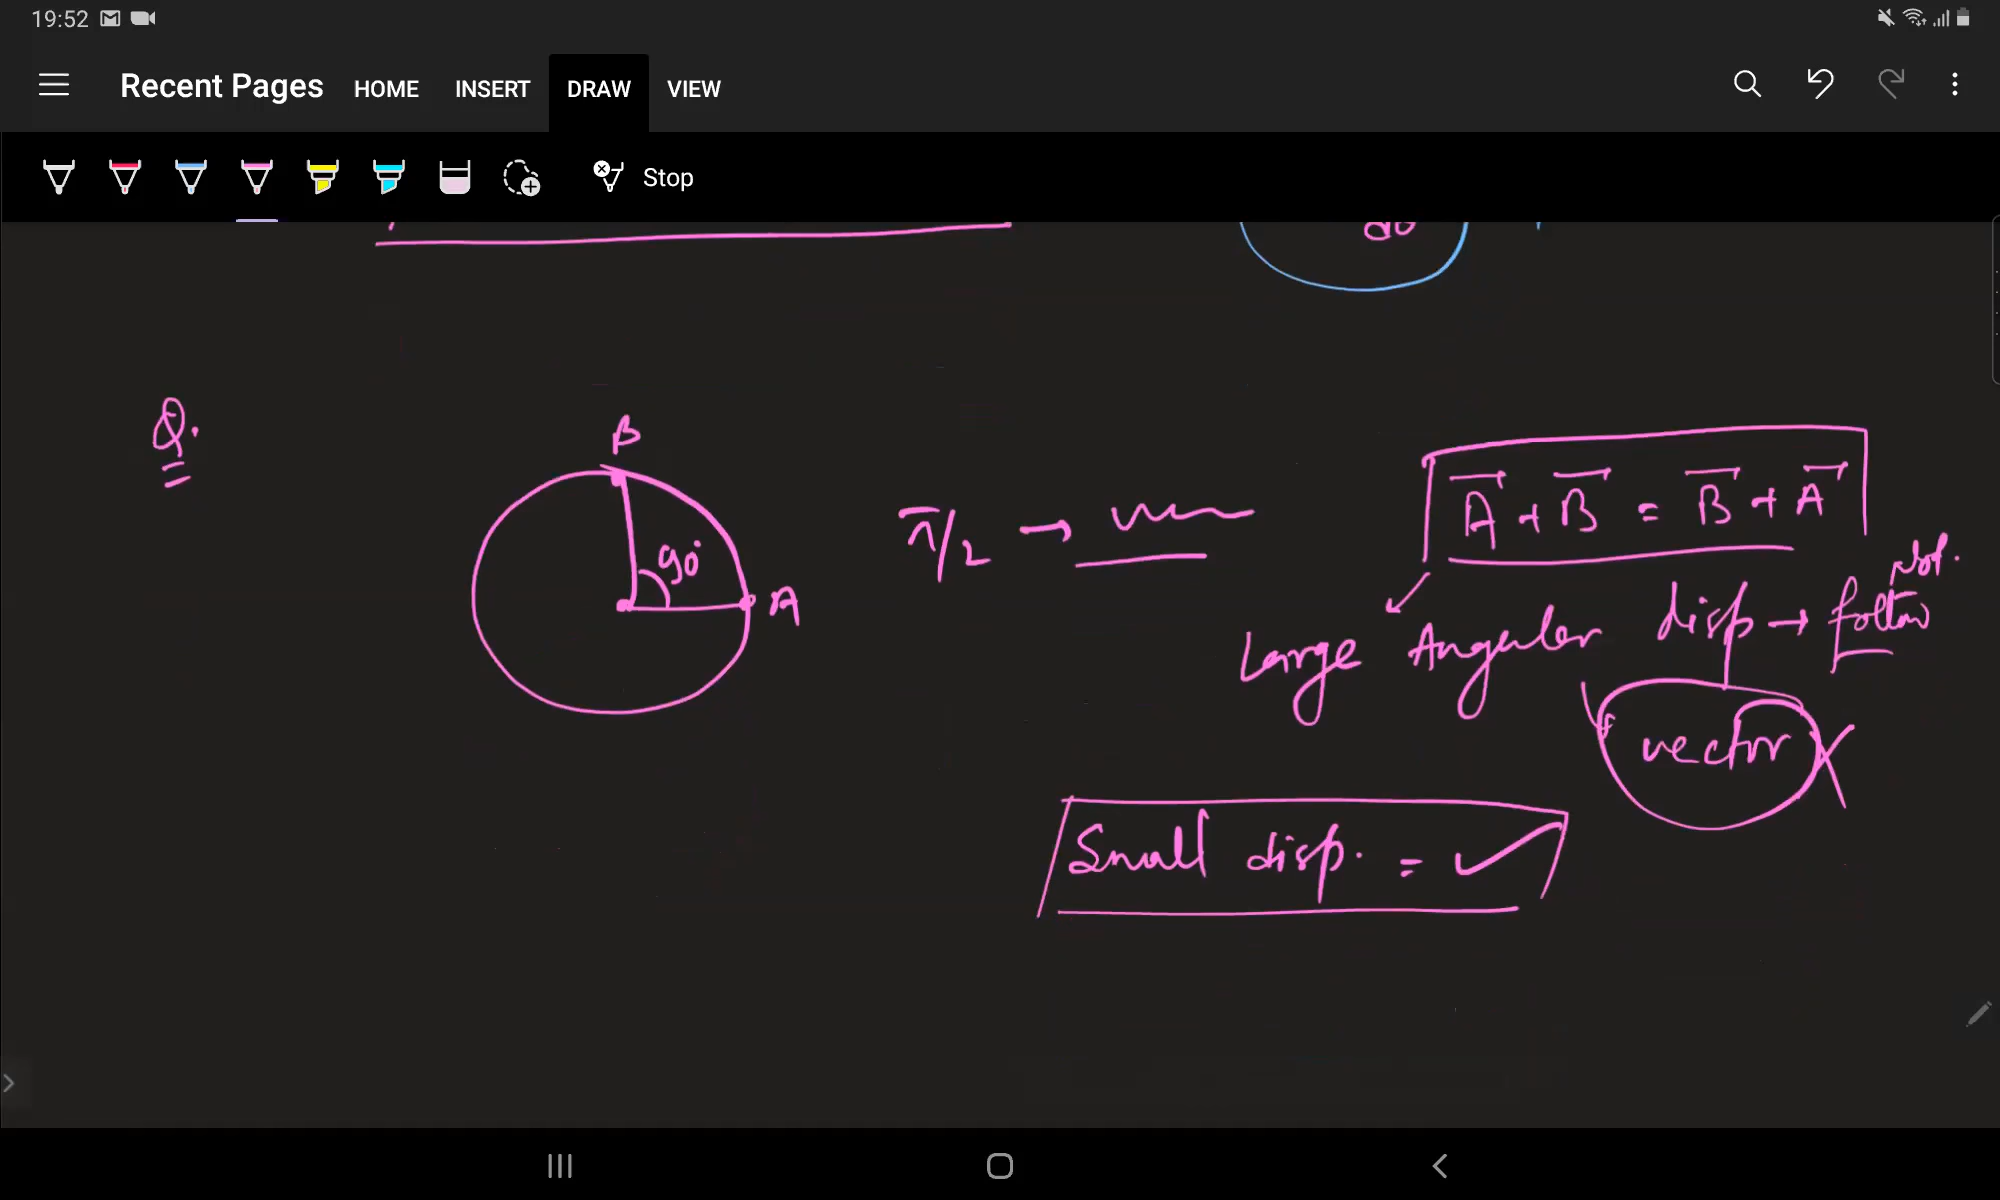 19:52
Recent Pages HOME INSERT DRAW VIEW
Stop
Q.
B
90°
A
π/2 →
A + B = B + A
Not.
Large Angular disp → follow
vector
Small disp. = ✓